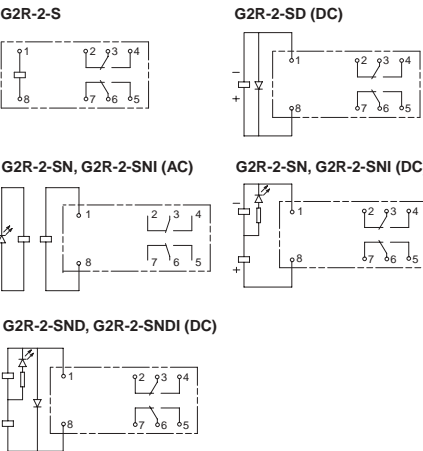 G2R-2-S
G2R-2-SD (DC)
1 2 3 4
8 7 6 5
− 1 2 3 4
+ 8 7 6 5
G2R-2-SN, G2R-2-SNI (AC)
G2R-2-SN, G2R-2-SNI (DC
1 2 3 4
8 7 6 5
− 1 2 3 4
+ 8 7 6 5
G2R-2-SND, G2R-2-SNDI (DC)
1 2 3 4
8 7 6 5